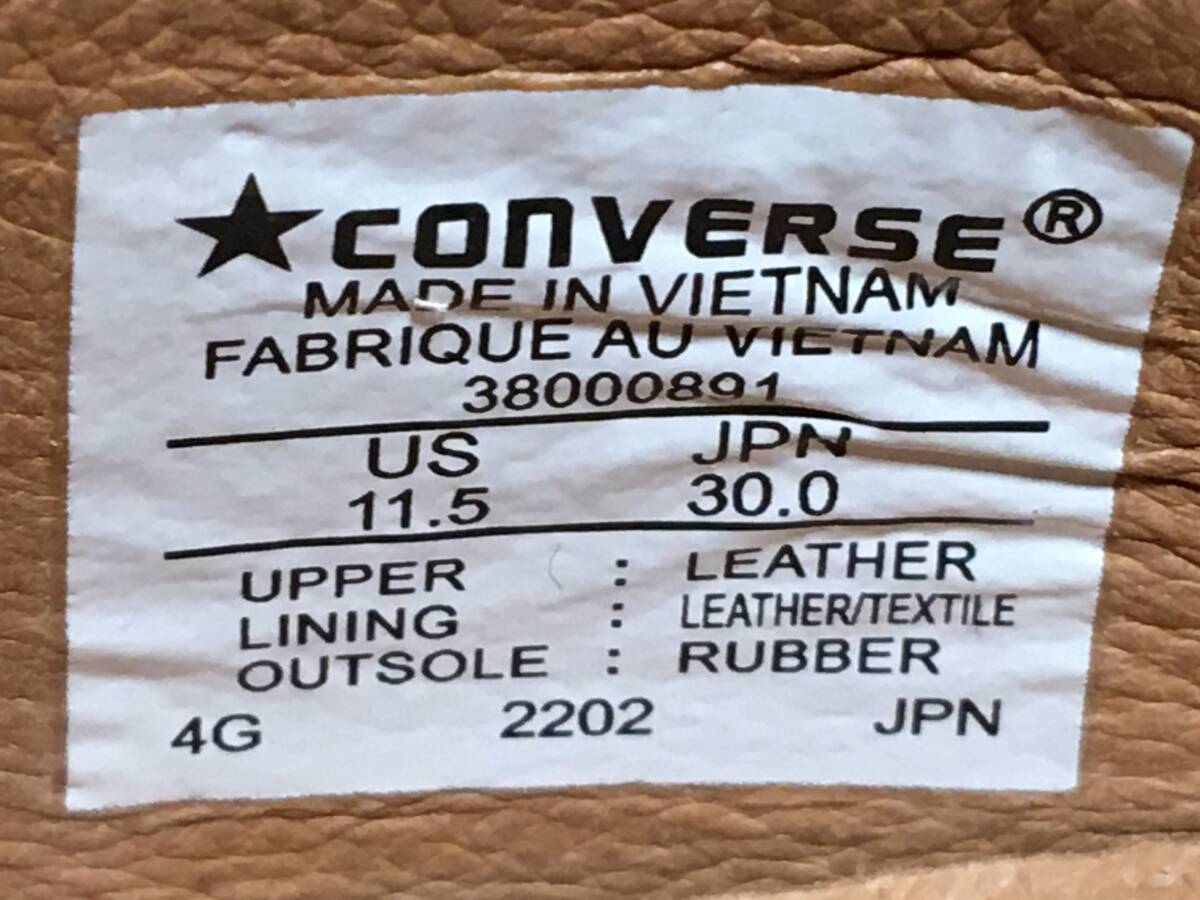 ★CONVERSE®
MADE IN VIETNAM
FABRIQUE AU VIETNAM
38000891
US JPN
11.5 30.0
UPPER : LEATHER
LINING : LEATHER/TEXTILE
OUTSOLE : RUBBER
4G 2202 JPN